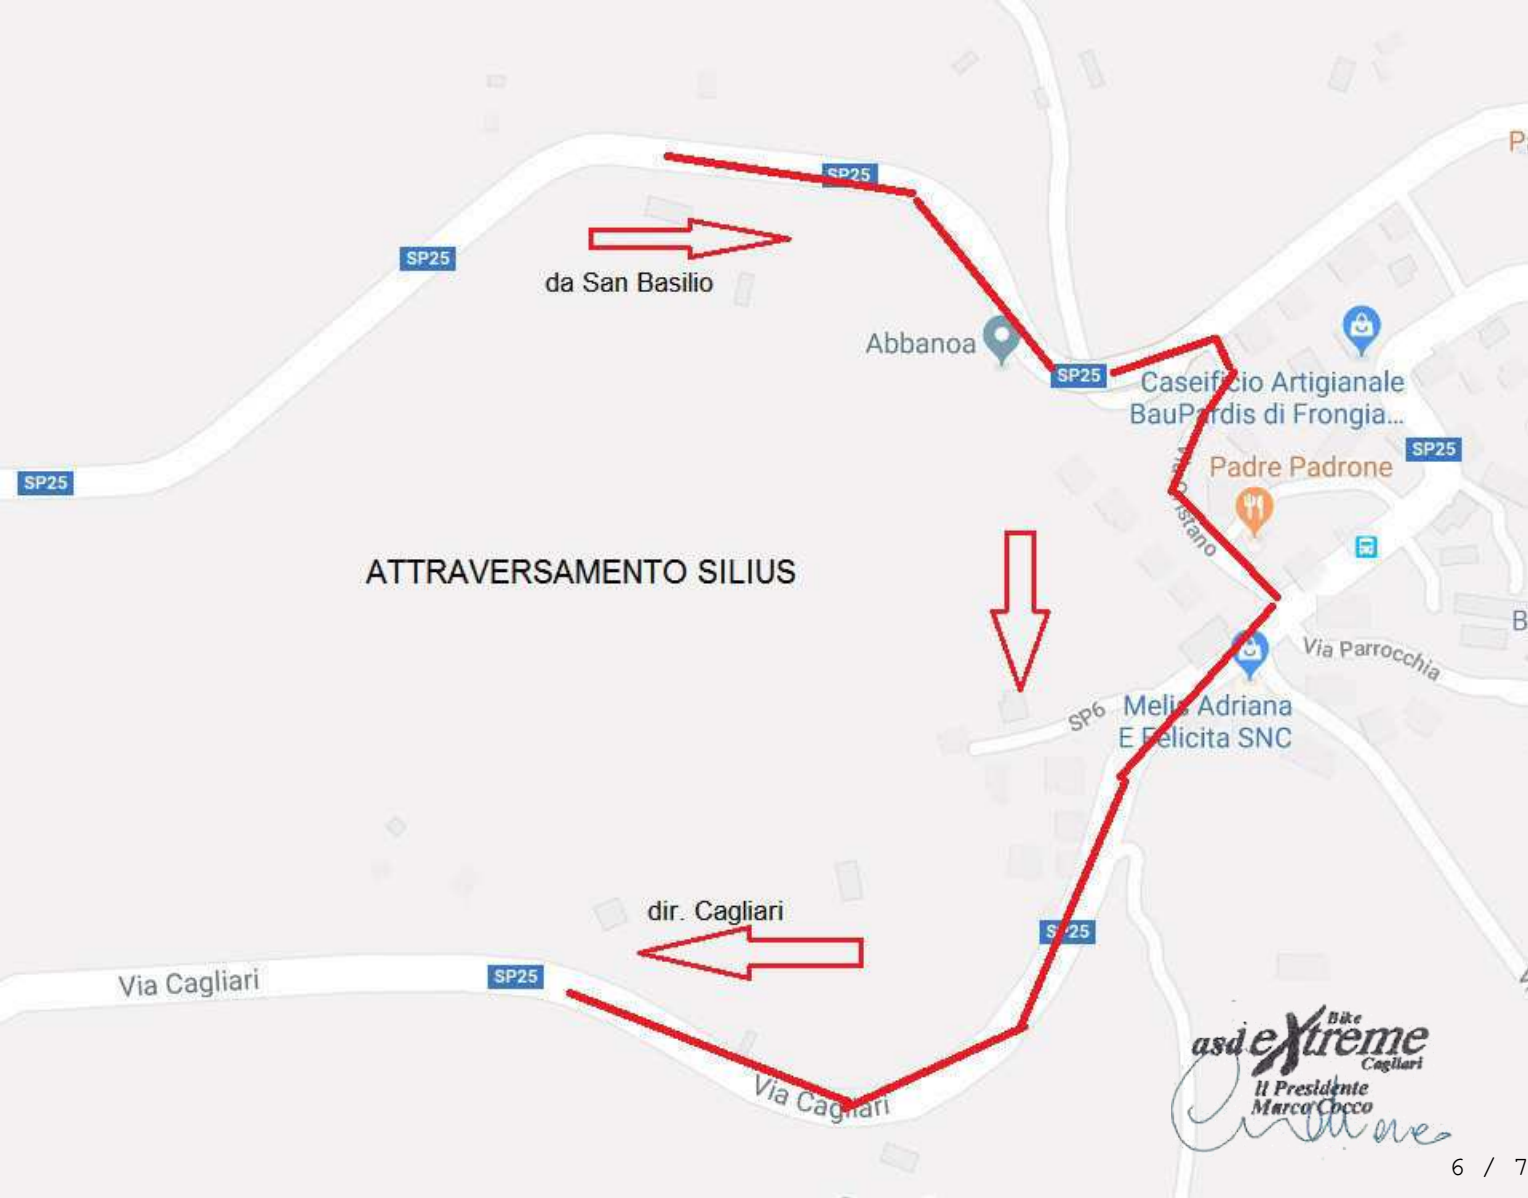 SP25
SP25
da San Basilio
Abbanoa
SP25
SP25
Caseificio Artigianale
BauPardis di Frongia...
SP25
SP25
Padre Padrone
ATTRAVERSAMENTO SILIUS
Via Parrocchia
SP6
Melis Adriana
E Felicita SNC
dir. Cagliari
SP25
Via Cagliari
SP25
Via Cagliari
Bike
asd eXtreme
Cagliari
Il Presidente
Marco Cocco
6 / 7